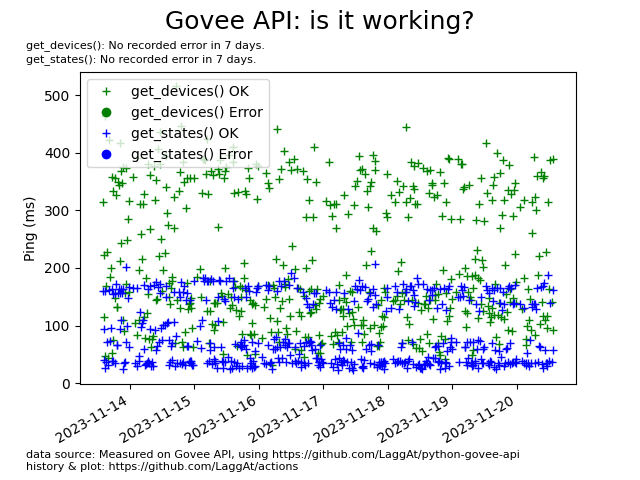 Govee API: is it working?
get_devices(): No recorded error in 7 days.
get_states(): No recorded error in 7 days.
get_devices() OK
get_devices() Error
get_states() OK
get_states() Error
500
400
300
200
100
0
Ping (ms)
2023-11-14
2023-11-15
2023-11-16
2023-11-17
2023-11-18
2023-11-19
2023-11-20
data source: Measured on Govee API, using https://github.com/LaggAt/python-govee-api
history & plot: https://github.com/LaggAt/actions